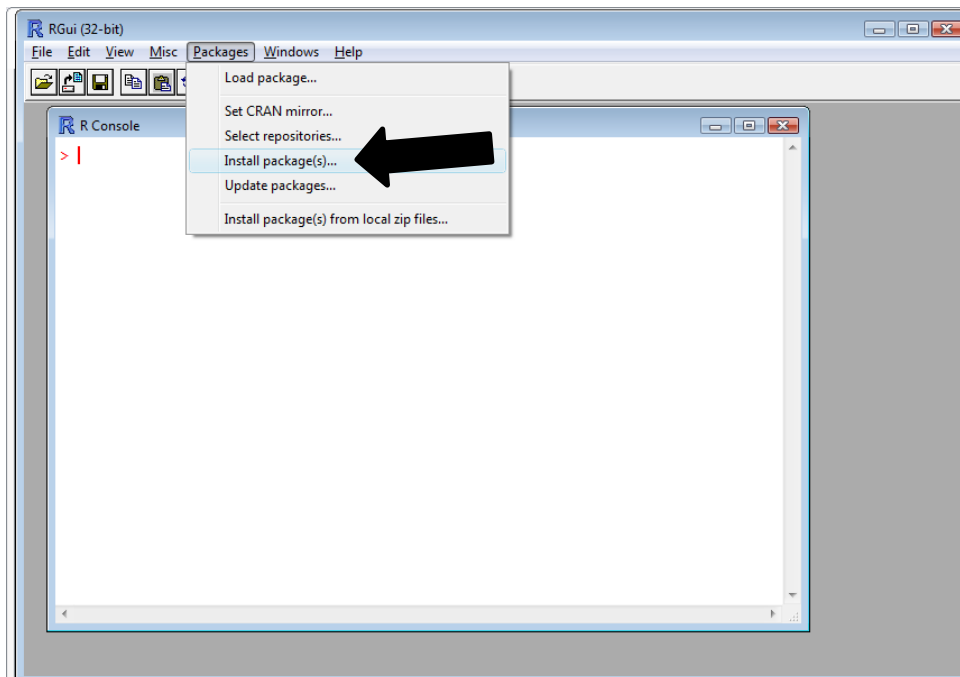 RGui (32-bit)
File Edit View Misc Packages Windows Help
Load package...
Set CRAN mirror...
Select repositories...
Install package(s)...
Update packages...
Install package(s) from local zip files...
R Console
>